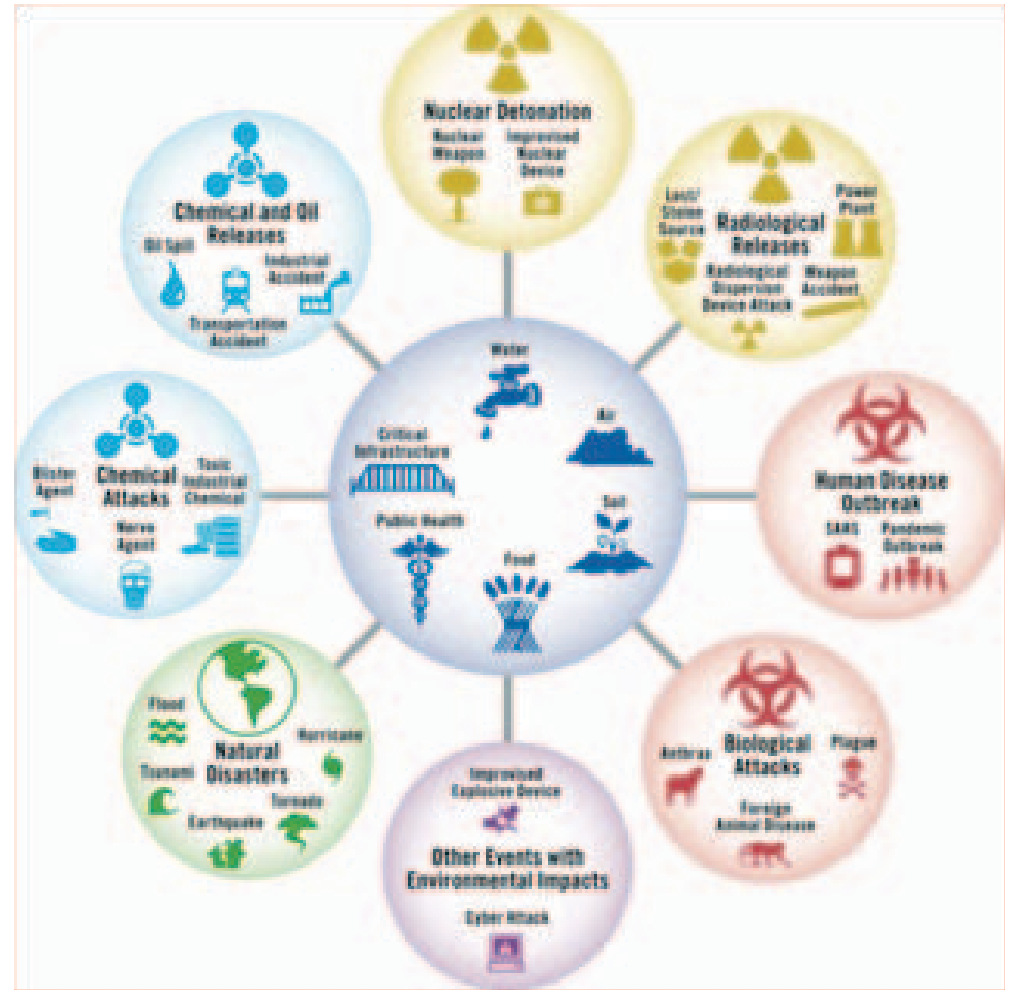 Nuclear Detonation
Nuclear
Weapon
Improvised
Nuclear
Device
Lost/
Stolen
Source
Power
Plant
Radiological
Releases
Radiological
Dispersion
Device Attack
Weapon
Accident
Chemical and Oil
Releases
Oil Spill
Industrial
Accident
Transportation
Accident
Water
Air
Critical
Infrastructure
Soil
Public Health
Food
Human Disease
Outbreak
SARS
Pandemic
Outbreak
Blister
Agent
Chemical
Attacks
Toxic
Industrial
Chemical
Nerve
Agent
Flood
Natural
Disasters
Hurricane
Tsunami
Tornado
Earthquake
Improvised
Explosive Device
Other Events with
Environmental Impacts
Cyber Attack
Anthrax
Biological
Attacks
Plague
Foreign
Animal Disease